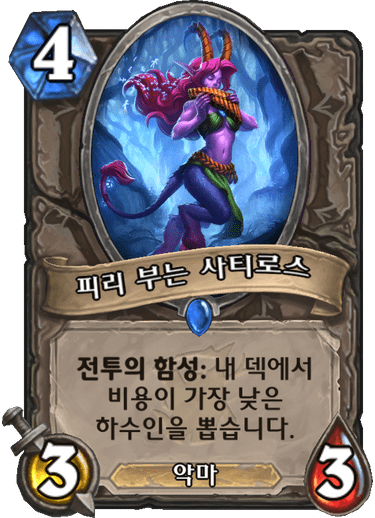 4
피리 부는 사티로스
전투의 함성: 내 덱에서
비용이 가장 낮은
하수인을 뽑습니다.
3
악마
3